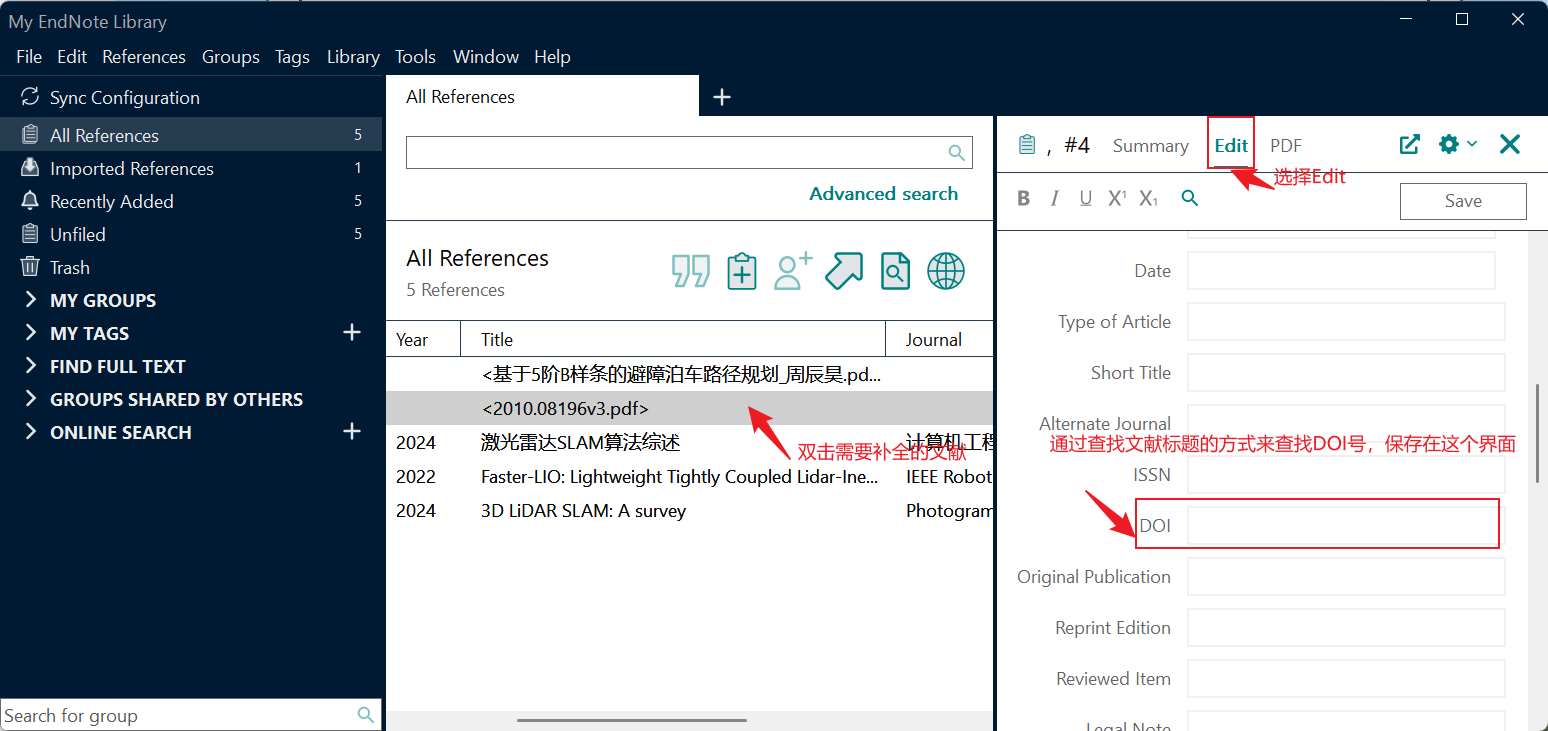 My EndNote Library
File Edit References Groups Tags Library Tools Window Help
Sync Configuration
All References 5
Imported References 1
Recently Added 5
Unfiled 5
Trash
MY GROUPS
MY TAGS
FIND FULL TEXT
GROUPS SHARED BY OTHERS
ONLINE SEARCH
Search for group
All References
Advanced search
All References
5 References
Year Title Journal
<基于5阶B样条的避障泊车路径规划_周辰昊.pd...
<2010.08196v3.pdf>
2024 激光雷达SLAM算法综述 计算机工程
双击需要补全的文献
2022 Faster-LIO: Lightweight Tightly Coupled Lidar-Ine... IEEE Robot
2024 3D LiDAR SLAM: A survey Photogram
, #4 Summary Edit PDF
选择Edit
B I U X¹ X₁ Save
Date
Type of Article
Short Title
Alternate Journal
通过查找文献标题的方式来查找DOI号，保存在这个界面
ISSN
DOI
Original Publication
Reprint Edition
Reviewed Item
Legal Note